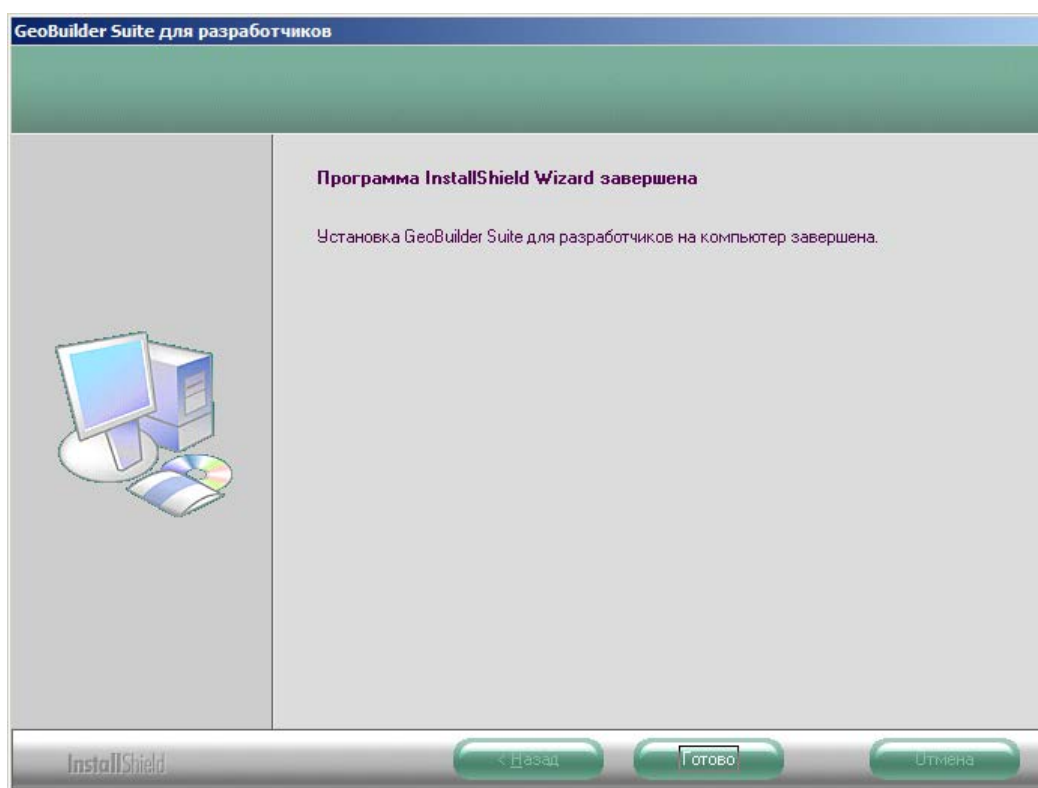 GeoBuilder Suite для разработчиков
Программа InstallShield Wizard завершена
Установка GeoBuilder Suite для разработчиков на компьютер завершена.
InstallShield
< Назад
Готово
Отмена